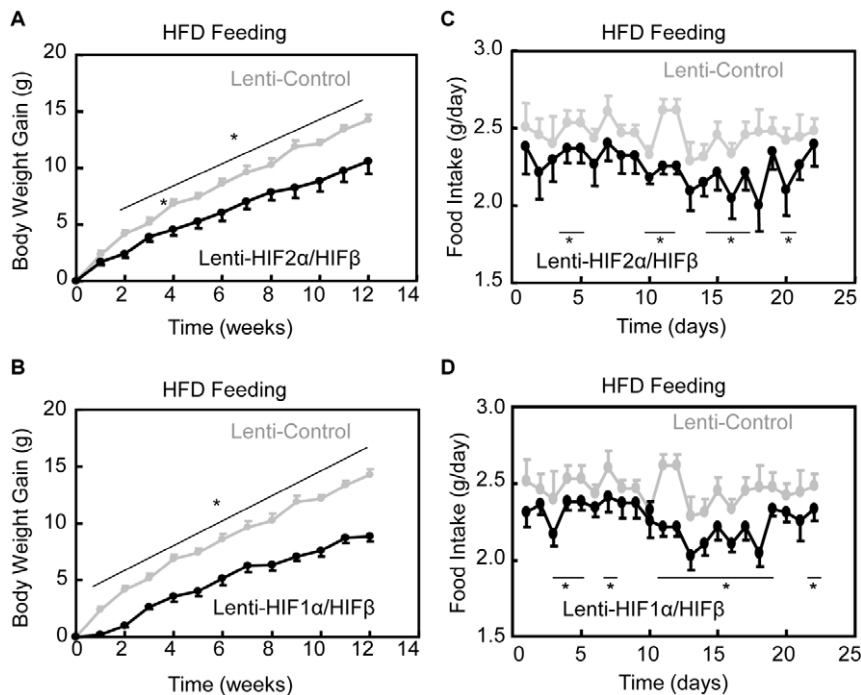 A
HFD Feeding
Body Weight Gain (g)
20
15
10
5
0
Lenti-Control
*
*
Lenti-HIF2α/HIFβ
0 2 4 6 8 10 12 14
Time (weeks)
C
HFD Feeding
Food Intake (g/day)
3.0
2.5
2.0
1.5
Lenti-Control
* * * *
Lenti-HIF2α/HIFβ
0 5 10 15 20 25
Time (days)
B
HFD Feeding
Body Weight Gain (g)
20
15
10
5
0
Lenti-Control
*
Lenti-HIF1α/HIFβ
0 2 4 6 8 10 12 14
Time (weeks)
D
HFD Feeding
Food Intake (g/day)
3.0
2.5
2.0
1.5
Lenti-Control
* * * *
Lenti-HIF1α/HIFβ
0 5 10 15 20 25
Time (days)